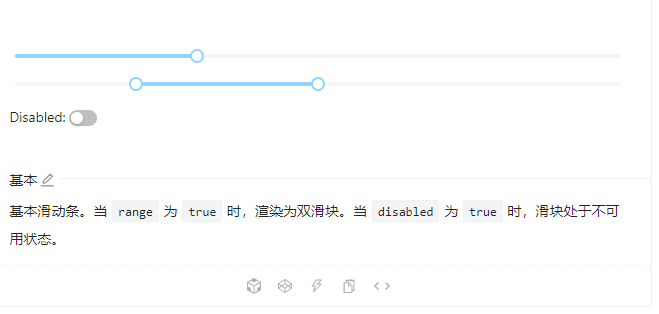 Disabled:
基本
基本滑动条。当 range 为 true 时，渲染为双滑块。当 disabled 为 true 时，滑块处于不可
用状态。